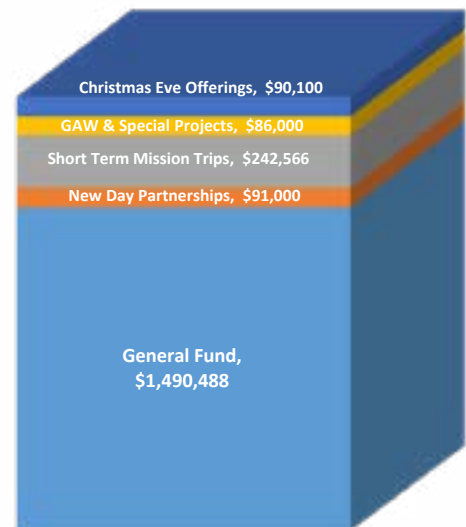 Christmas Eve Offerings, $90,100
GAW & Special Projects, $86,000
Short Term Mission Trips, $242,566
New Day Partnerships, $91,000
General Fund,
$1,490,488